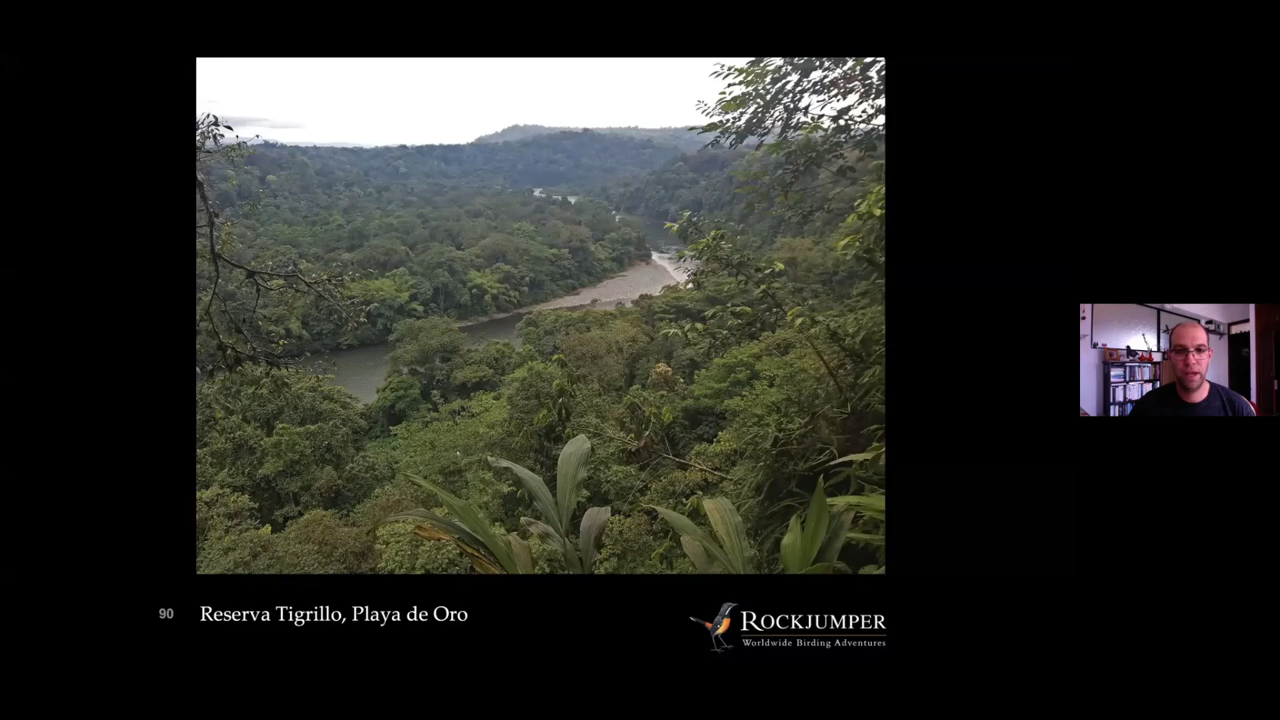 90
Reserva Tigrillo, Playa de Oro
ROCKJUMPER
Worldwide Birding Adventures